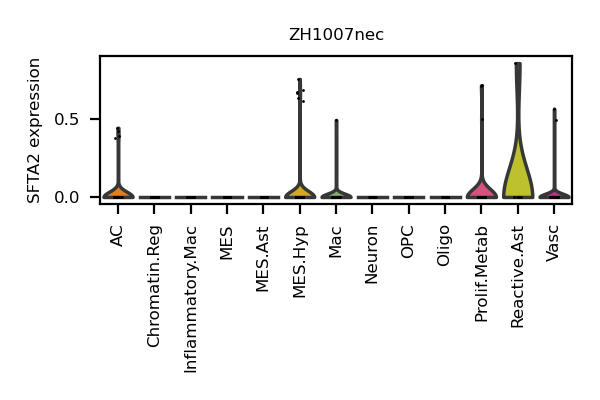 ZH1007nec
SFTA2 expression
0.5
0.0
AC
Chromatin.Reg
Inflammatory.Mac
MES
MES.Ast
MES.Hyp
Mac
Neuron
OPC
Oligo
Prolif.Metab
Reactive.Ast
Vasc